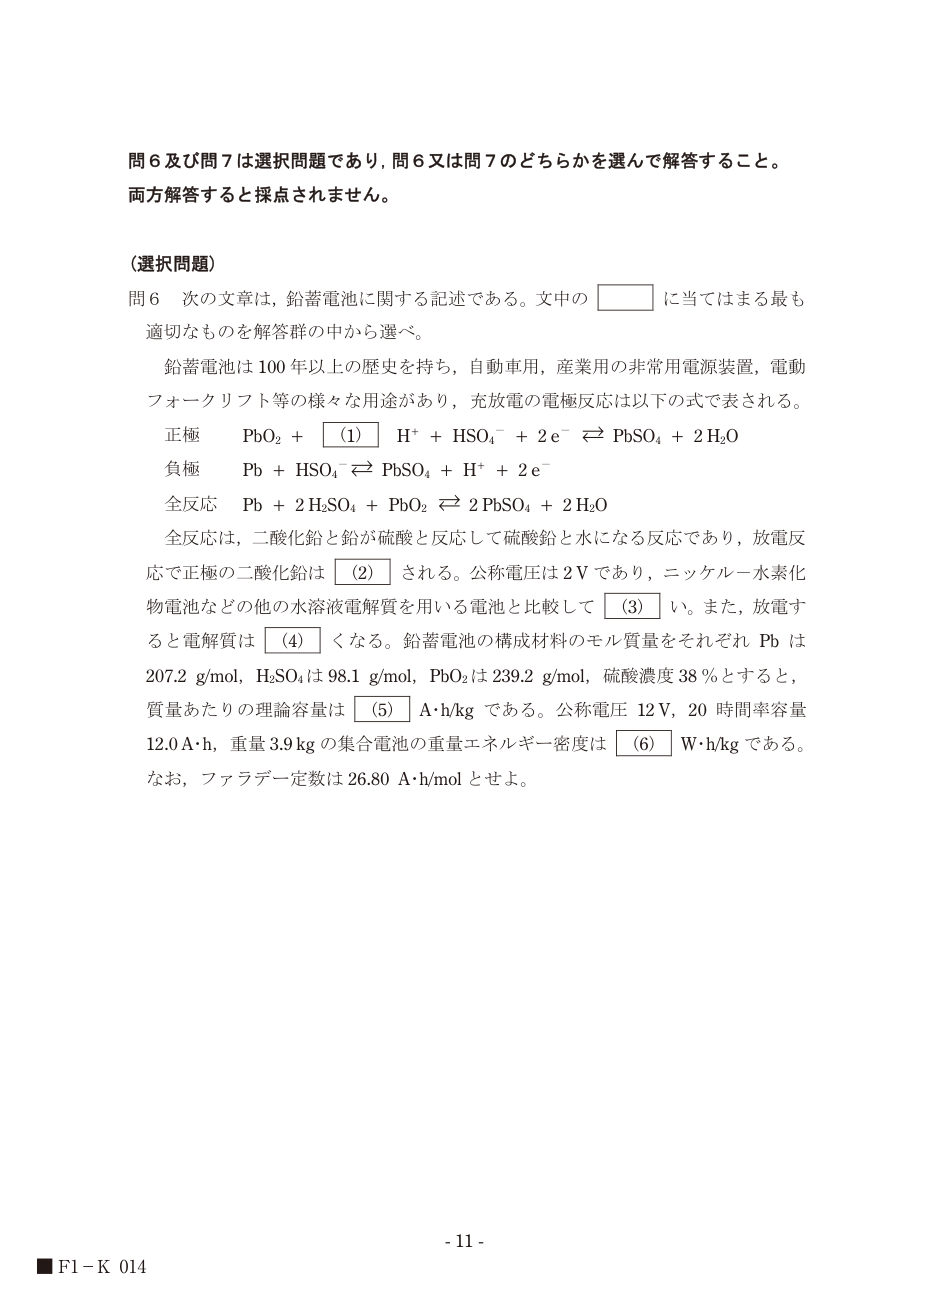 問6及び問7は選択問題であり，問6又は問7のどちらかを選んで解答すること。
両方解答すると採点されません。
（選択問題）
問6　次の文章は，鉛蓄電池に関する記述である。文中の　　　に当てはまる最も
適切なものを解答群の中から選べ。
鉛蓄電池は100年以上の歴史を持ち，自動車用，産業用の非常用電源装置，電動
フォークリフト等の様々な用途があり，充放電の電極反応は以下の式で表される。
正極　PbO₂ + (1) H⁺ + HSO₄⁻ + 2 e⁻ ⇄ PbSO₄ + 2 H₂O
負極　Pb + HSO₄⁻ ⇄ PbSO₄ + H⁺ + 2 e⁻
全反応　Pb + 2 H₂SO₄ + PbO₂ ⇄ 2 PbSO₄ + 2 H₂O
全反応は，二酸化鉛と鉛が硫酸と反応して硫酸鉛と水になる反応であり，放電反
応で正極の二酸化鉛は (2) される。公称電圧は2 Vであり，ニッケル－水素化
物電池などの他の水溶液電解質を用いる電池と比較して (3) い。また，放電す
ると電解質は (4) くなる。鉛蓄電池の構成材料のモル質量をそれぞれ Pb は
207.2 g/mol，H₂SO₄は98.1 g/mol，PbO₂は239.2 g/mol，硫酸濃度38 %とすると，
質量あたりの理論容量は (5) A･h/kg である。公称電圧 12 V，20 時間率容量
12.0 A･h，重量3.9 kgの集合電池の重量エネルギー密度は (6) W･h/kgである。
なお，ファラデー定数は26.80 A･h/molとせよ。
- 11 -
■ F1－K 014